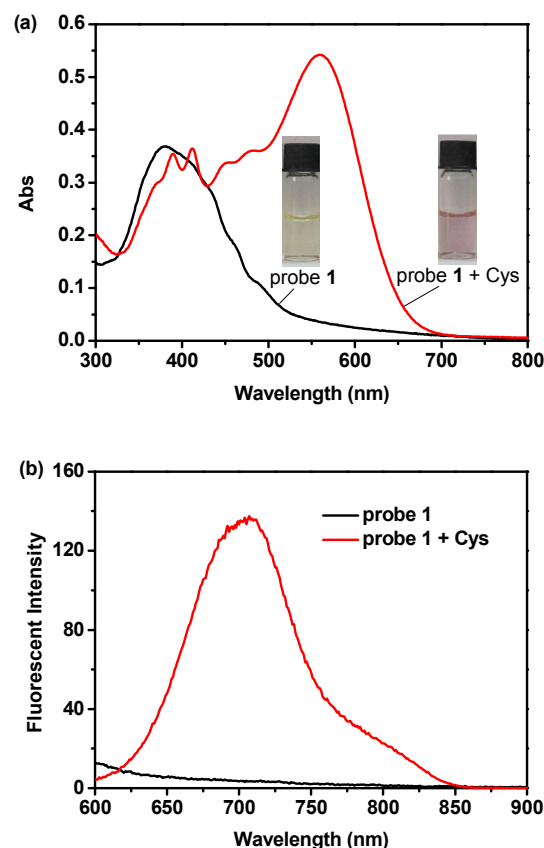 (a)
0.6
0.5
0.4
0.3
0.2
0.1
0.0
Abs
probe 1
probe 1 + Cys
300 400 500 600 700 800
Wavelength (nm)
(b)
160
120
80
40
0
Fluorescent Intensity
probe 1
probe 1 + Cys
600 650 700 750 800 850 900
Wavelength (nm)